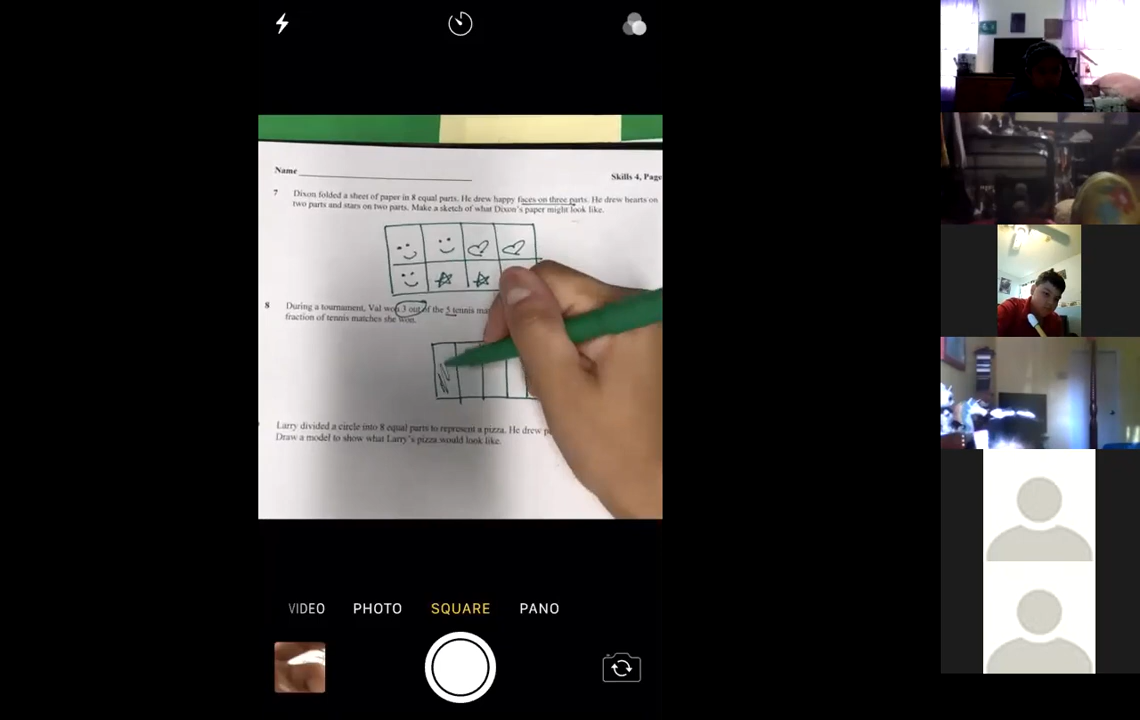 Name
Skills 4, Page
7 Dixon folded a sheet of paper in 8 equal parts. He drew happy faces on three parts. He drew hearts on
two parts and stars on two parts. Make a sketch of what Dixon's paper might look like.
8 During a tournament, Val won 3 out of the 5 tennis
fraction of tennis matches she won.
Larry divided a circle into 8 equal parts to represent a pizza. He drew
Draw a model to show what Larry's pizza would look like.
VIDEO PHOTO SQUARE PANO